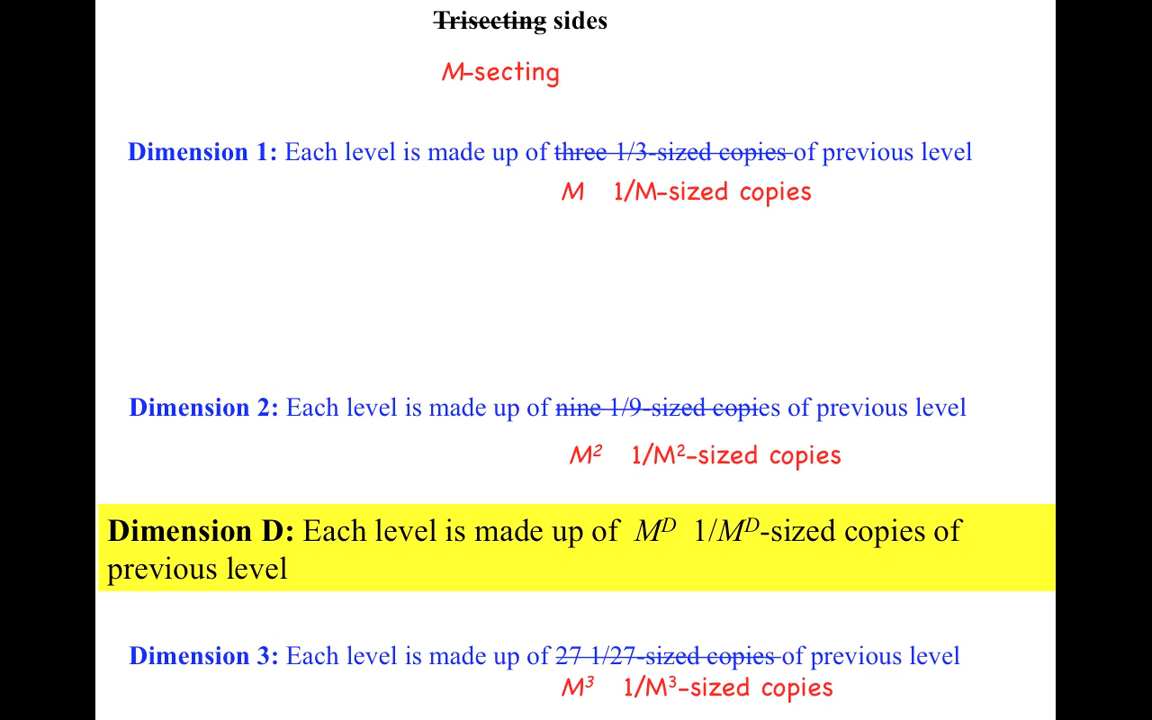 Trisecting sides
M-secting
Dimension 1: Each level is made up of three 1/3-sized copies of previous level
M 1/M-sized copies
Dimension 2: Each level is made up of nine 1/9-sized copies of previous level
M² 1/M²-sized copies
Dimension D: Each level is made up of Mᴰ 1/Mᴰ-sized copies of
previous level
Dimension 3: Each level is made up of 27 1/27-sized copies of previous level
M³ 1/M³-sized copies